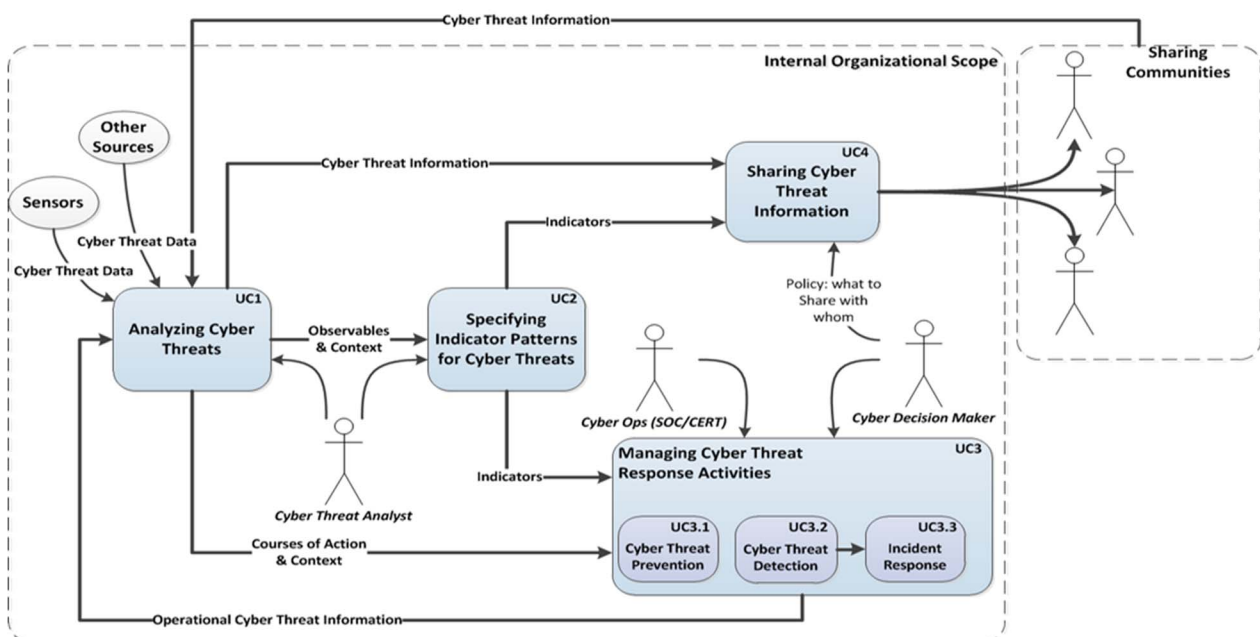 Cyber Threat Information
Internal Organizational Scope
Sharing
Communities
Other
Sources
Sensors
Cyber Threat Data
Cyber Threat Data
Cyber Threat Information
UC4
Sharing Cyber
Threat
Information
Indicators
UC1
Analyzing Cyber
Threats
Observables
& Context
UC2
Specifying
Indicator Patterns
for Cyber Threats
Policy: what to
Share with
whom
Cyber Ops (SOC/CERT)
Cyber Decision Maker
Cyber Threat Analyst
Indicators
Managing Cyber Threat
Response Activities
UC3
UC3.1
Cyber Threat
Prevention
UC3.2
Cyber Threat
Detection
UC3.3
Incident
Response
Courses of Action
& Context
Operational Cyber Threat Information